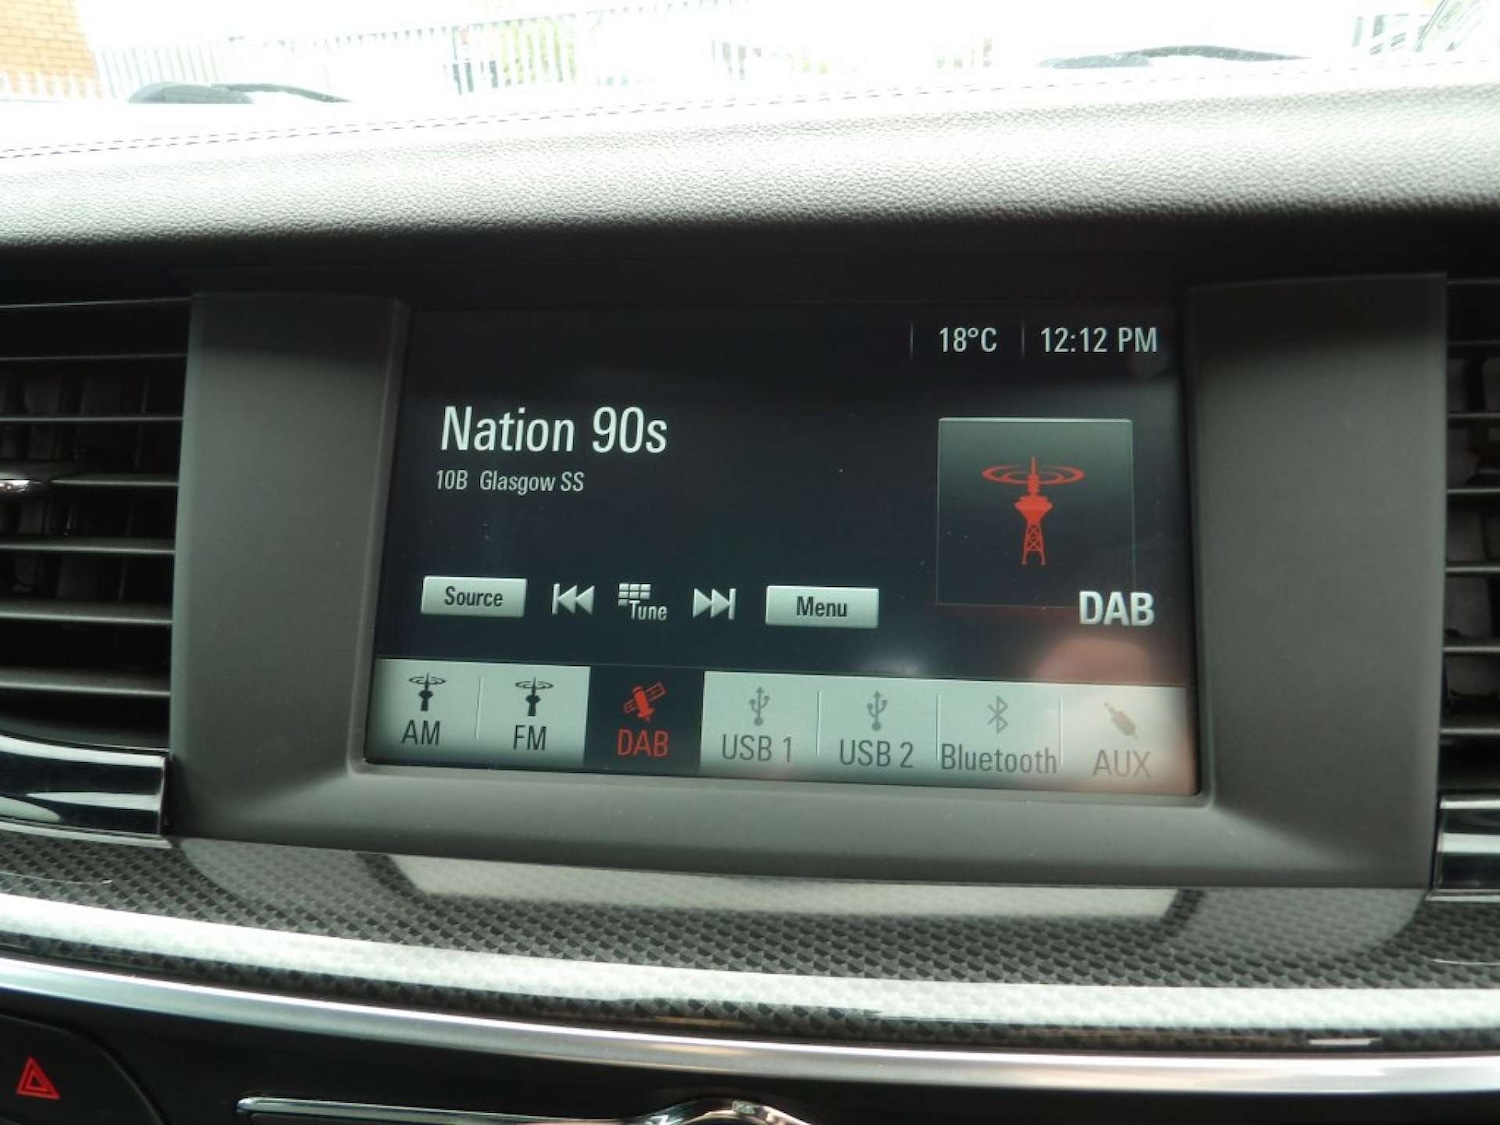 18°C 12:12 PM
Nation 90s
10B Glasgow SS
Source Tune Menu
DAB
AM FM DAB USB 1 USB 2 Bluetooth AUX